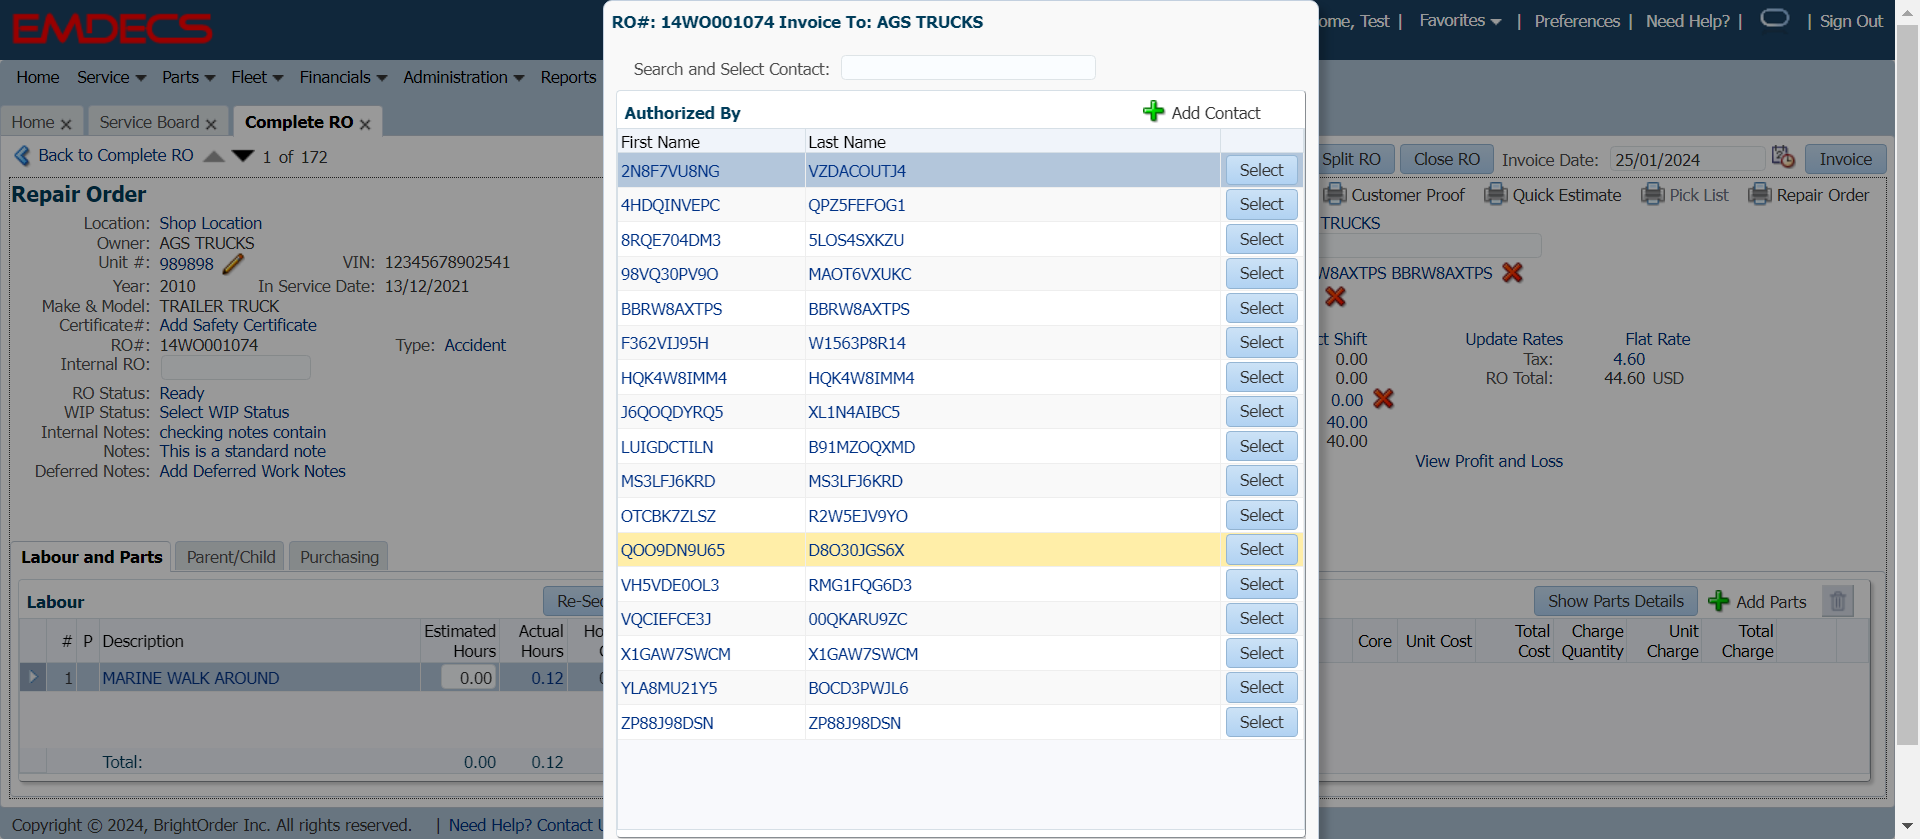 EMDECS
ome, Test | Favorites | Preferences | Need Help? | | Sign Out
Home Service Parts Fleet Financials Administration Reports
Home Service Board Complete RO
Back to Complete RO 1 of 172
Split RO Close RO Invoice Date: 25/01/2024 Invoice
Repair Order
Customer Proof Quick Estimate Pick List Repair Order
Location: Shop Location
Owner: AGS TRUCKS
Unit #: 989898 VIN: 12345678902541
Year: 2010 In Service Date: 13/12/2021
Make & Model: TRAILER TRUCK
Certificate#: Add Safety Certificate
RO#: 14WO001074 Type: Accident
Internal RO:
RO Status: Ready
WIP Status: Select WIP Status
Internal Notes: checking notes contain
Notes: This is a standard note
Deferred Notes: Add Deferred Work Notes
TRUCKS
W8AXTPS BBRW8AXTPS
ct Shift Update Rates Flat Rate
0.00 Tax: 4.60
0.00 RO Total: 44.60 USD
0.00
40.00
40.00
View Profit and Loss
RO#: 14WO001074 Invoice To: AGS TRUCKS
Search and Select Contact:
Authorized By Add Contact
First Name Last Name
2N8F7VU8NG VZDACOUTJ4 Select
4HDQINVEPC QPZ5FEFOG1 Select
8RQE704DM3 5LOS4SXKZU Select
98VQ30PV9O MAOT6VXUKC Select
BBRW8AXTPS BBRW8AXTPS Select
F362VIJ95H W1563P8R14 Select
HQK4W8IMM4 HQK4W8IMM4 Select
J6QOQDYRQ5 XL1N4AIBC5 Select
LUIGDCTILN B91MZOQXMD Select
MS3LFJ6KRD MS3LFJ6KRD Select
OTCBK7ZLSZ R2W5EJV9YO Select
QOO9DN9U65 D8O30JGS6X Select
VH5VDE0OL3 RMG1FQG6D3 Select
VQCIEFCE3J 00QKARU9ZC Select
X1GAW7SWCM X1GAW7SWCM Select
YLA8MU21Y5 BOCD3PWJL6 Select
ZP88J98DSN ZP88J98DSN Select
Labour and Parts Parent/Child Purchasing
Labour Re-Sec
Show Parts Details Add Parts
# P Description Estimated Hours Actual Hours Ho
Core Unit Cost Total Cost Charge Quantity Unit Charge Total Charge
1 MARINE WALK AROUND 0.00 0.12
Total: 0.00 0.12
Copyright © 2024, BrightOrder Inc. All rights reserved. | Need Help? Contact U